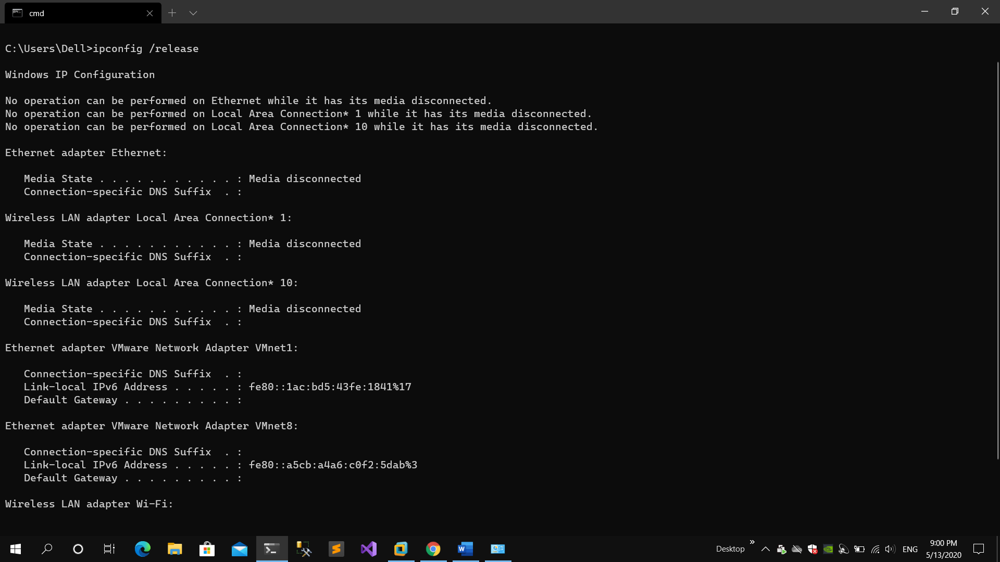 cmd
C:\Users\Dell>ipconfig /release
Windows IP Configuration
No operation can be performed on Ethernet while it has its media disconnected.
No operation can be performed on Local Area Connection* 1 while it has its media disconnected.
No operation can be performed on Local Area Connection* 10 while it has its media disconnected.
Ethernet adapter Ethernet:
   Media State . . . . . . . . . . . : Media disconnected
   Connection-specific DNS Suffix  . :
Wireless LAN adapter Local Area Connection* 1:
   Media State . . . . . . . . . . . : Media disconnected
   Connection-specific DNS Suffix  . :
Wireless LAN adapter Local Area Connection* 10:
   Media State . . . . . . . . . . . : Media disconnected
   Connection-specific DNS Suffix  . :
Ethernet adapter VMware Network Adapter VMnet1:
   Connection-specific DNS Suffix  . :
   Link-local IPv6 Address . . . . . : fe80::1ac:bd5:43fe:1841%17
   Default Gateway . . . . . . . . . :
Ethernet adapter VMware Network Adapter VMnet8:
   Connection-specific DNS Suffix  . :
   Link-local IPv6 Address . . . . . : fe80::a5cb:a4a6:c0f2:5dab%3
   Default Gateway . . . . . . . . . :
Wireless LAN adapter Wi-Fi:
Desktop
ENG
9:00 PM
5/13/2020